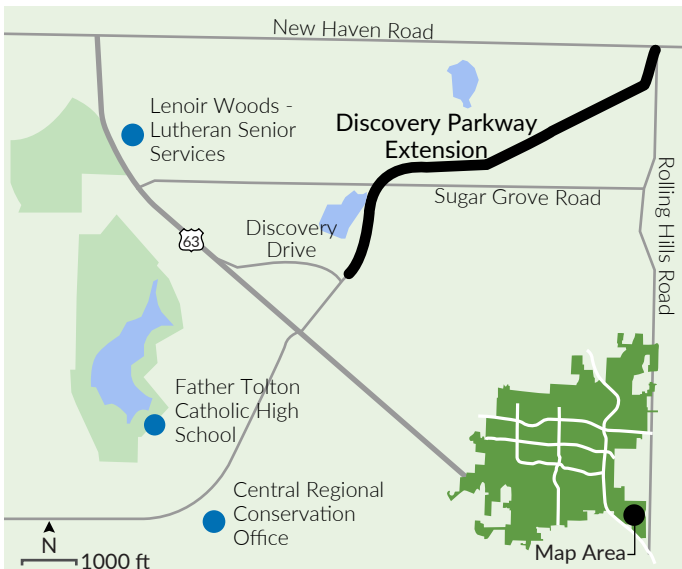 New Haven Road
Lenoir Woods -
Lutheran Senior
Services
Discovery Parkway
Extension
Sugar Grove Road
Rolling Hills Road
Discovery
Drive
63
Father Tolton
Catholic High
School
Central Regional
Conservation
Office
N
1000 ft
Map Area